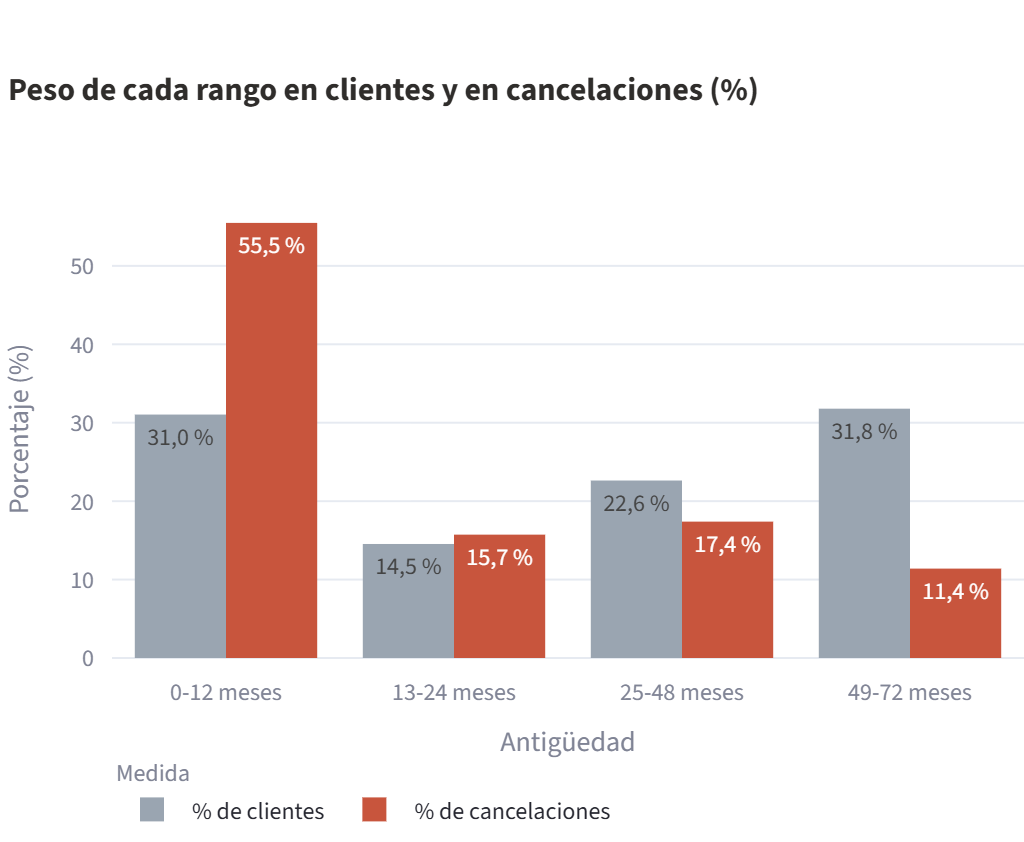 Peso de cada rango en clientes y en cancelaciones (%)
Porcentaje (%)
50
40
30
20
10
0
31,0 %
55,5 %
14,5 %
15,7 %
22,6 %
17,4 %
31,8 %
11,4 %
0-12 meses
13-24 meses
25-48 meses
49-72 meses
Antigüedad
Medida
% de clientes
% de cancelaciones